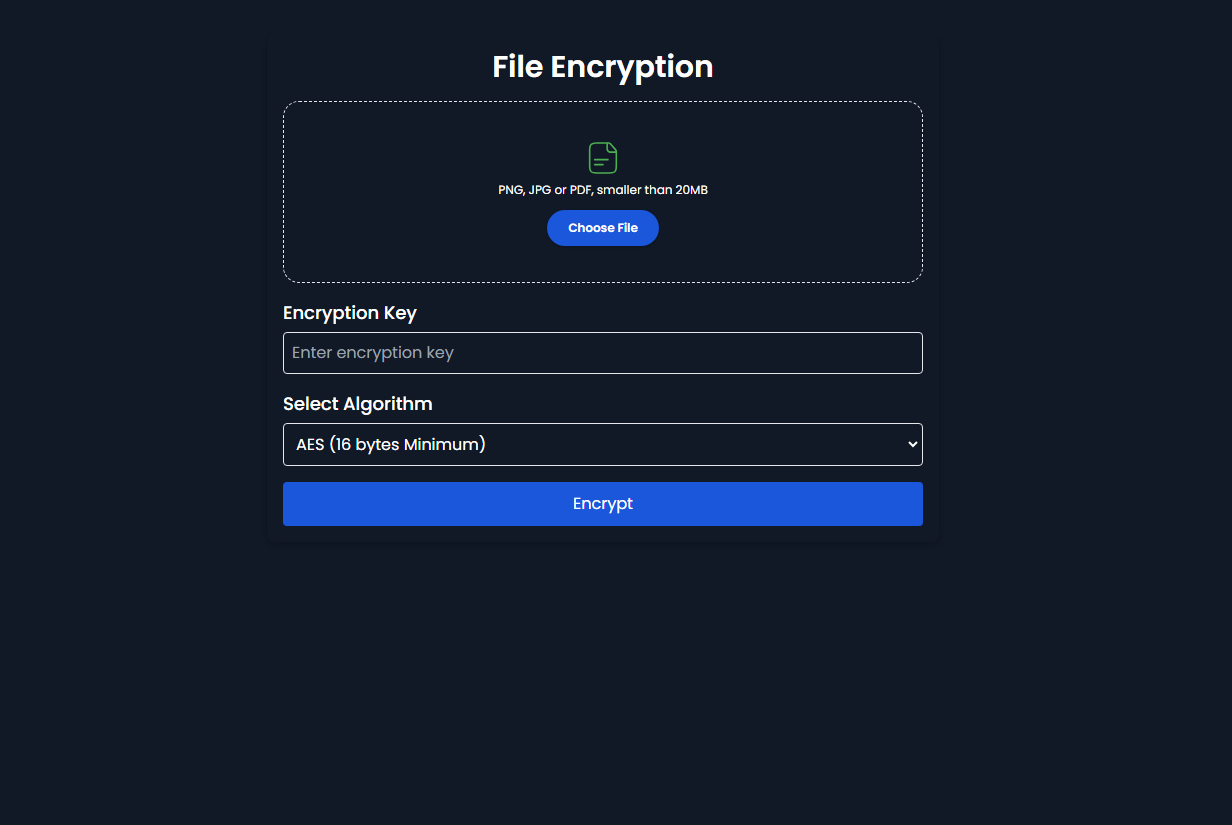 File Encryption
PNG, JPG or PDF, smaller than 20MB
Choose File
Encryption Key
Enter encryption key
Select Algorithm
AES (16 bytes Minimum)
Encrypt